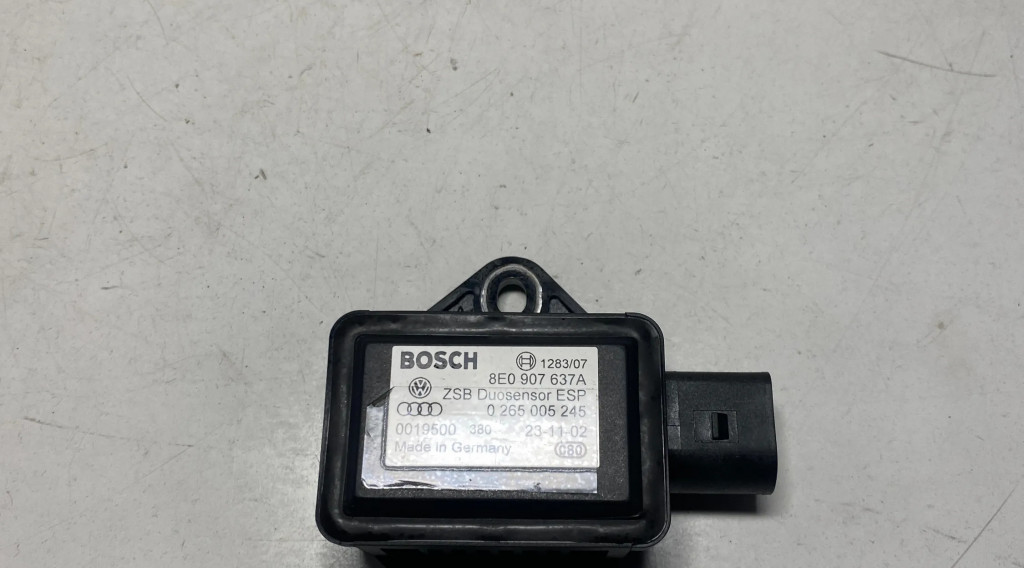 BOSCH 1283/07
8E0 907 637A
ZSB Duosensor ESP
0 265 005 245
0019500 380 23-11-02
Made in Germany C80